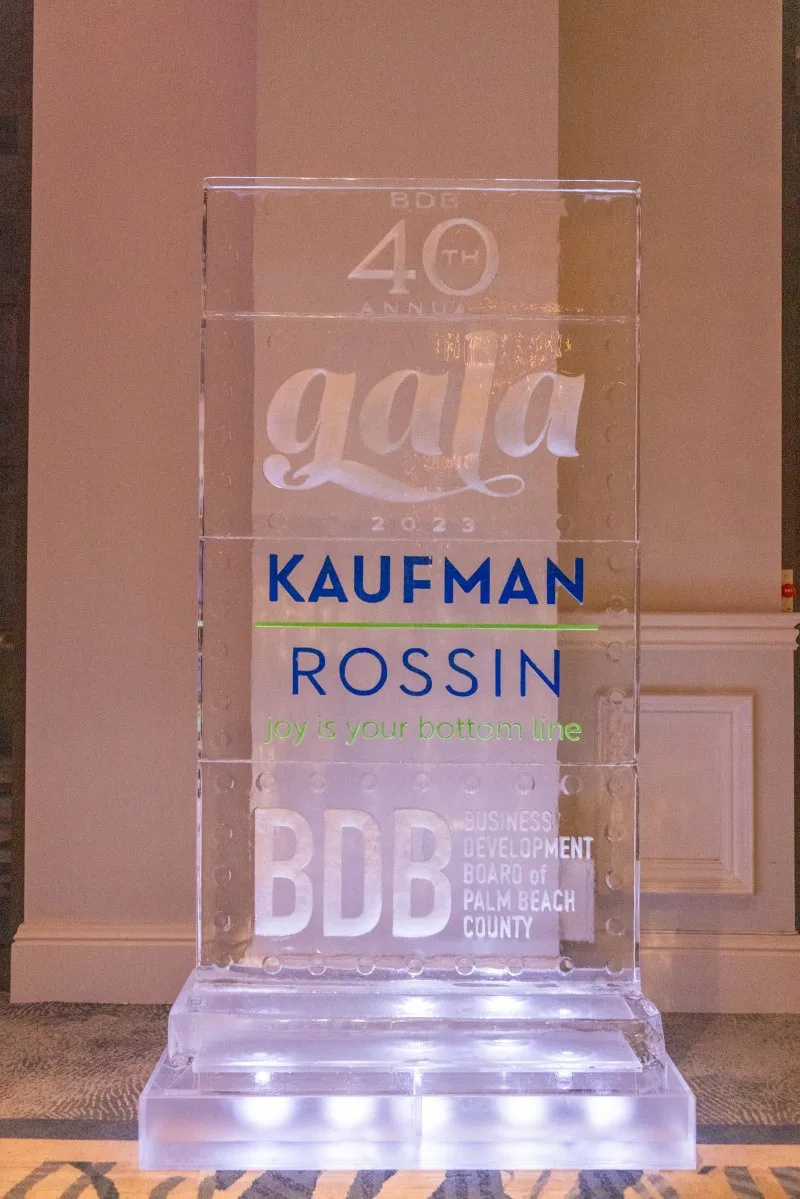 BDB
40TH
ANNUAL
gala
2023
KAUFMAN
ROSSIN
joy is your bottom line
BDB
BUSINESS
DEVELOPMENT
BOARD of
PALM BEACH
COUNTY